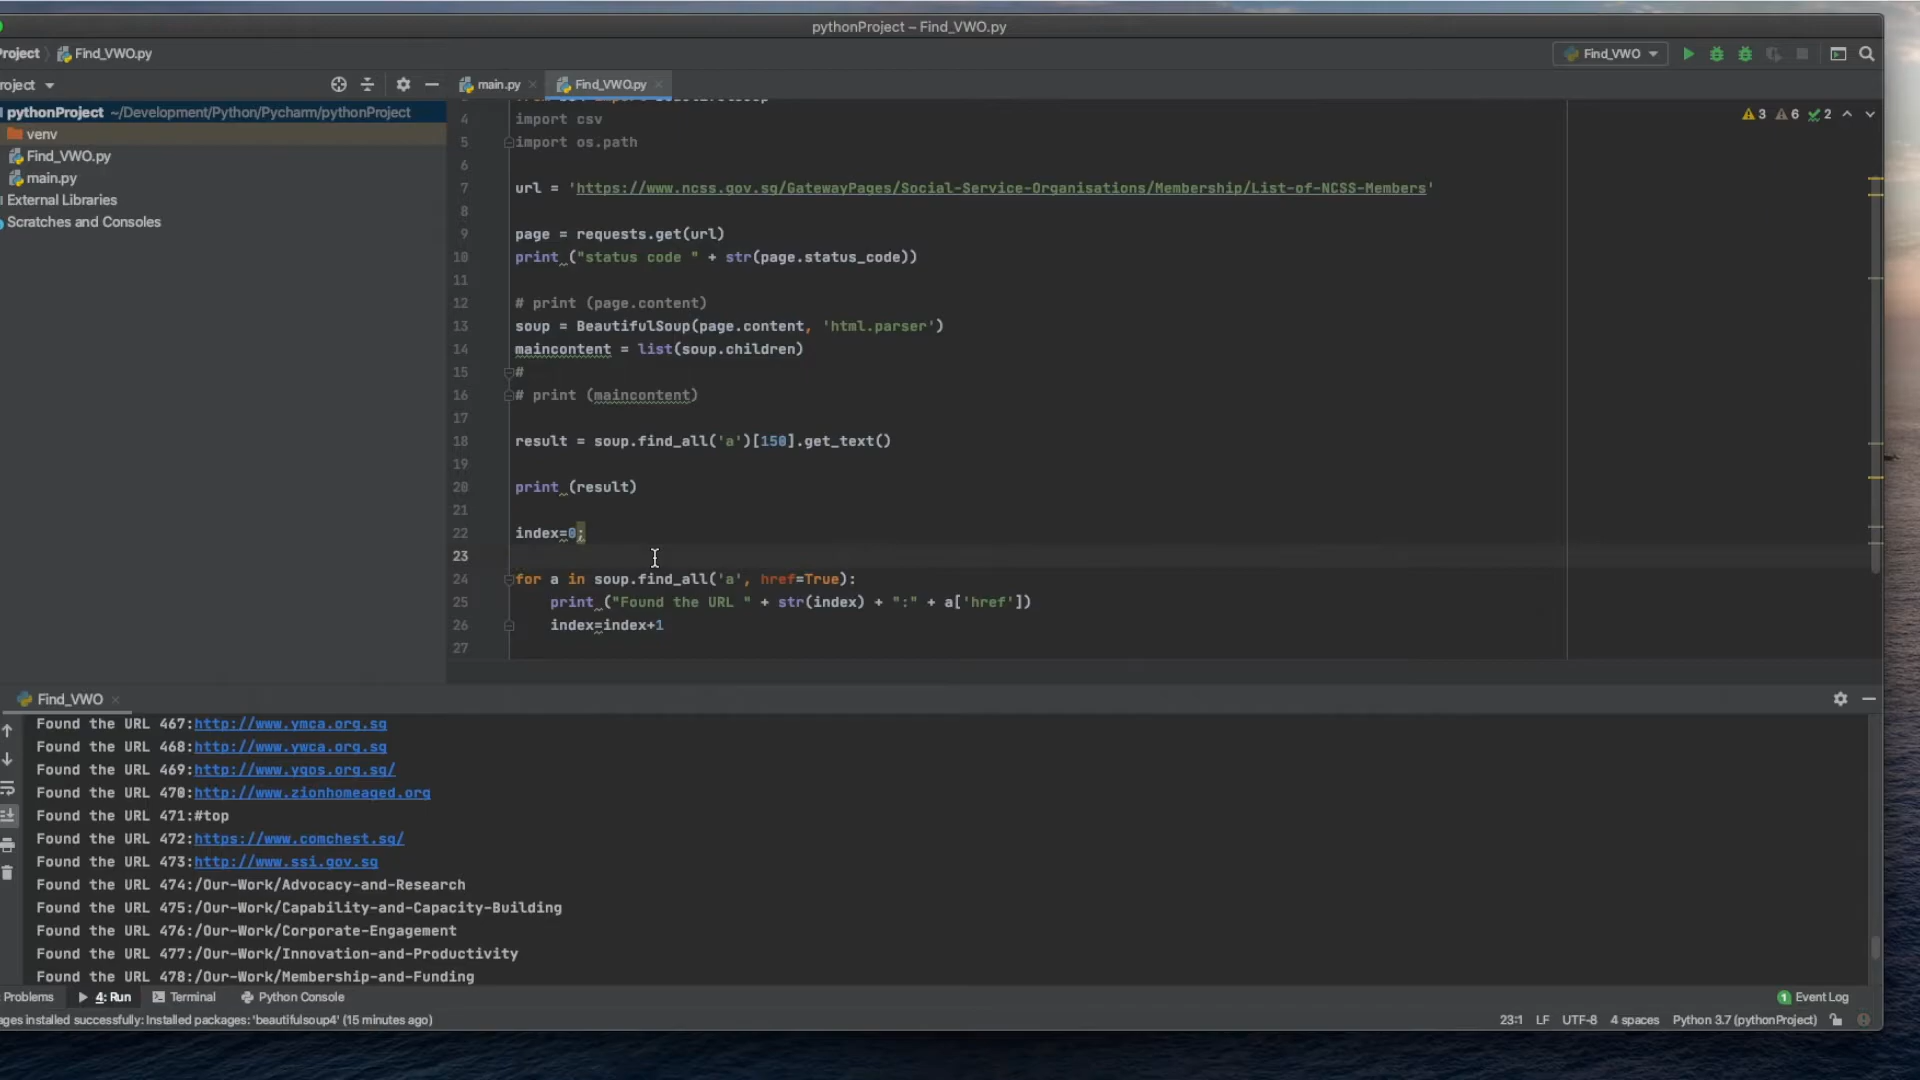 pythonProject – Find_VWO.py
Project Find_VWO.py
Find_VWO
main.py Find_VWO.py
pythonProject ~/Development/Python/Pycharm/pythonProject
venv
Find_VWO.py
main.py
External Libraries
Scratches and Consoles
3 6 2
4 import csv
5 import os.path
6
7 url = 'https://www.ncss.gov.sg/GatewayPages/Social-Service-Organisations/Membership/List-of-NCSS-Members'
8
9 page = requests.get(url)
10 print ("status code " + str(page.status_code))
11
12 # print (page.content)
13 soup = BeautifulSoup(page.content, 'html.parser')
14 maincontent = list(soup.children)
15 #
16 # print (maincontent)
17
18 result = soup.find_all('a')[150].get_text()
19
20 print (result)
21
22 index=0;
23
24 for a in soup.find_all('a', href=True):
25 print ("Found the URL " + str(index) + ":" + a['href'])
26 index=index+1
27
Find_VWO
Found the URL 467:http://www.ymca.org.sg
Found the URL 468:http://www.ywca.org.sg
Found the URL 469:http://www.ygos.org.sg/
Found the URL 470:http://www.zionhomeaged.org
Found the URL 471:#top
Found the URL 472:https://www.comchest.sg/
Found the URL 473:http://www.ssi.gov.sg
Found the URL 474:/Our-Work/Advocacy-and-Research
Found the URL 475:/Our-Work/Capability-and-Capacity-Building
Found the URL 476:/Our-Work/Corporate-Engagement
Found the URL 477:/Our-Work/Innovation-and-Productivity
Found the URL 478:/Our-Work/Membership-and-Funding
Problems 4: Run Terminal Python Console 1 Event Log
ages installed successfully: Installed packages: 'beautifulsoup4' (15 minutes ago) 23:1 LF UTF-8 4 spaces Python 3.7 (pythonProject)